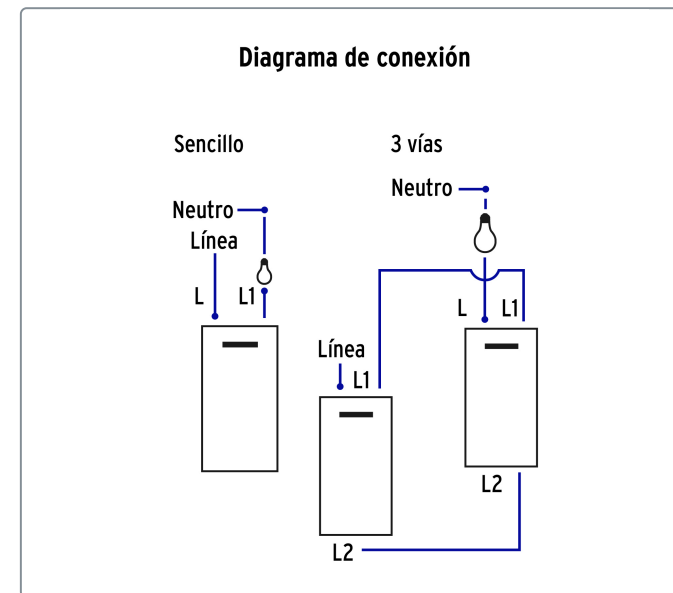 Diagrama de conexión
Sencillo
3 vías
Neutro
Línea
L
L1
Neutro
L
L1
Línea
L1
L2
L2